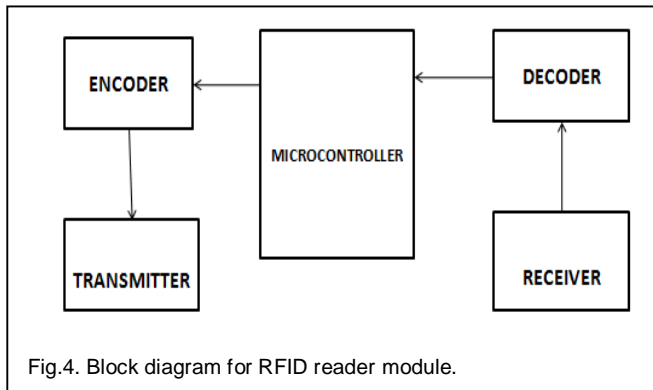 ENCODER
MICROCONTROLLER
DECODER
TRANSMITTER
RECEIVER
Fig.4. Block diagram for RFID reader module.